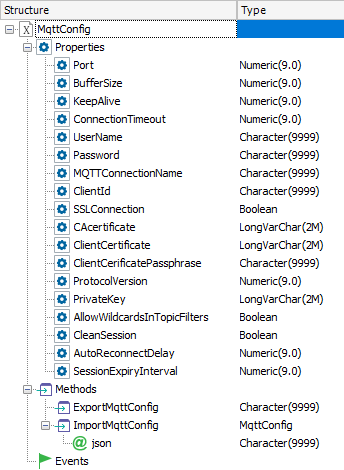 Structure Type
MqttConfig
Properties
Port Numeric(9.0)
BufferSize Numeric(9.0)
KeepAlive Numeric(9.0)
ConnectionTimeout Numeric(9.0)
UserName Character(9999)
Password Character(9999)
MQTTConnectionName Character(9999)
ClientId Character(9999)
SSLConnection Boolean
CAcertificate LongVarChar(2M)
ClientCertificate LongVarChar(2M)
ClientCerificatePassphrase Character(9999)
ProtocolVersion Numeric(9.0)
PrivateKey LongVarChar(2M)
AllowWildcardsInTopicFilters Boolean
CleanSession Boolean
AutoReconnectDelay Numeric(9.0)
SessionExpiryInterval Numeric(9.0)
Methods
ExportMqttConfig Character(9999)
ImportMqttConfig MqttConfig
json Character(9999)
Events